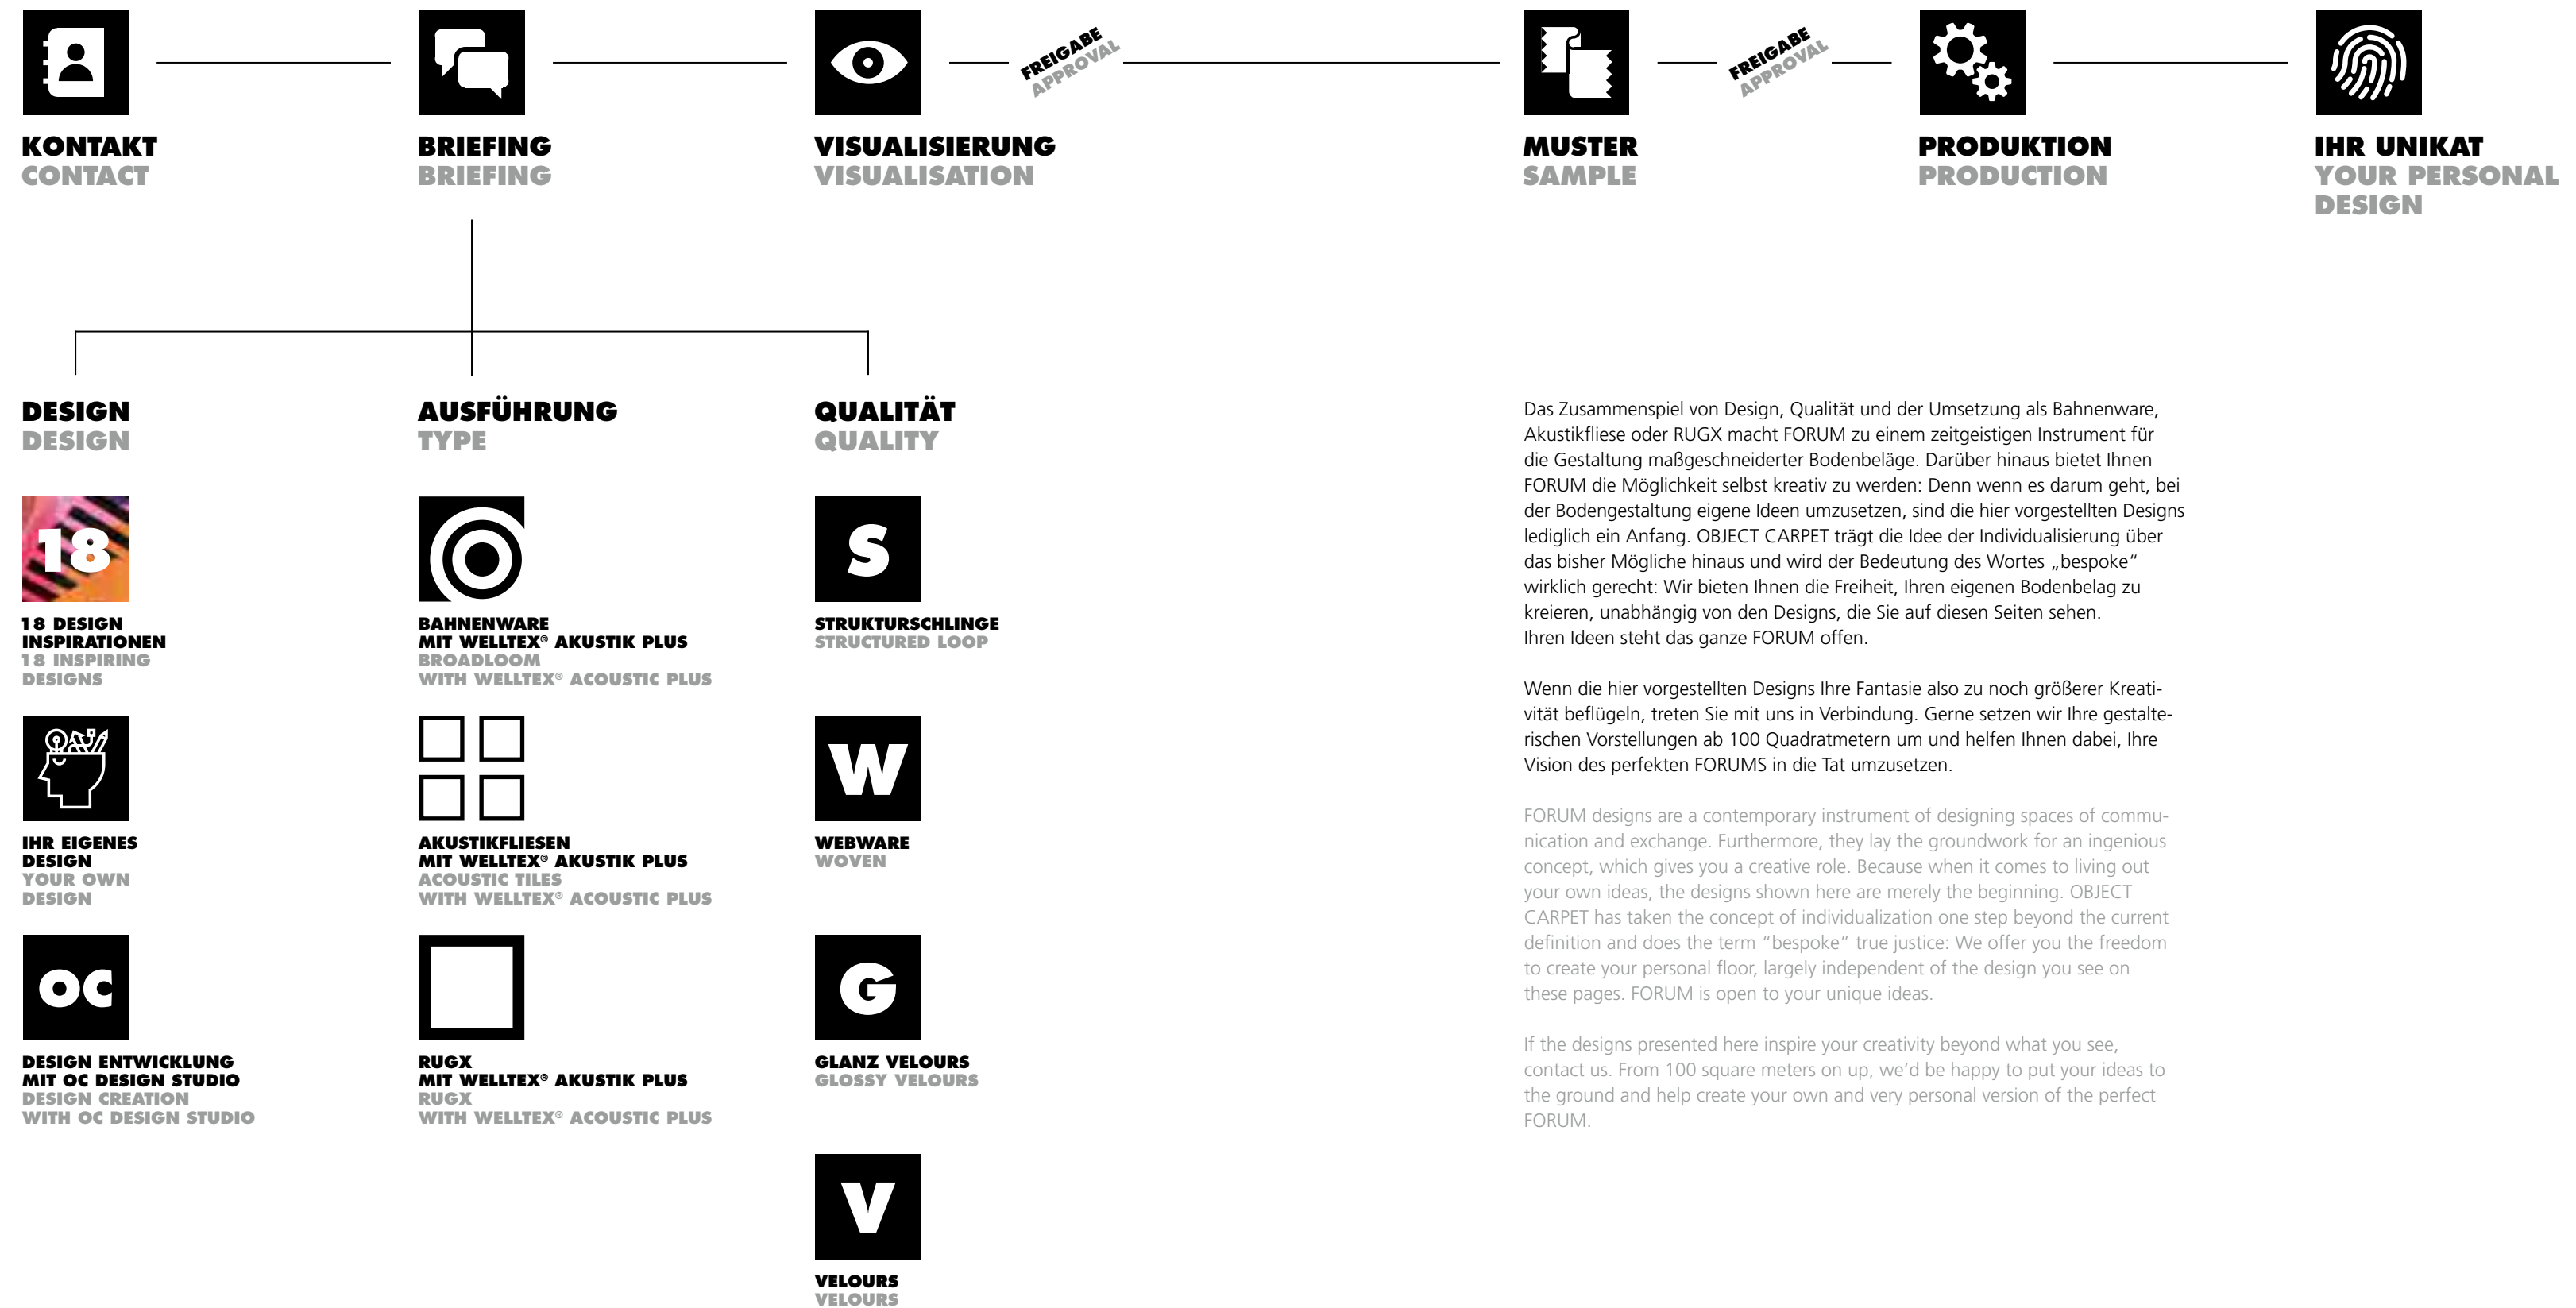 FREIGABE
APPROVAL
FREIGABE
APPROVAL
KONTAKT
CONTACT
BRIEFING
BRIEFING
VISUALISIERUNG
VISUALISATION
MUSTER
SAMPLE
PRODUKTION
PRODUCTION
IHR UNIKAT
YOUR PERSONAL
DESIGN
DESIGN
DESIGN
18
18 DESIGN
INSPIRATIONEN
18 INSPIRING
DESIGNS
IHR EIGENES
DESIGN
YOUR OWN
DESIGN
OC
DESIGN ENTWICKLUNG
MIT OC DESIGN STUDIO
DESIGN CREATION
WITH OC DESIGN STUDIO
AUSFÜHRUNG
TYPE
BAHNENWARE
MIT WELLTEX® AKUSTIK PLUS
BROADLOOM
WITH WELLTEX® ACOUSTIC PLUS
AKUSTIKFLIESEN
MIT WELLTEX® AKUSTIK PLUS
ACOUSTIC TILES
WITH WELLTEX® ACOUSTIC PLUS
RUGX
MIT WELLTEX® AKUSTIK PLUS
RUGX
WITH WELLTEX® ACOUSTIC PLUS
QUALITÄT
QUALITY
S
STRUKTURSCHLINGE
STRUCTURED LOOP
W
WEBWARE
WOVEN
G
GLANZ VELOURS
GLOSSY VELOURS
V
VELOURS
VELOURS
Das Zusammenspiel von Design, Qualität und der Umsetzung als Bahnenware,
Akustikfliese oder RUGX macht FORUM zu einem zeitgeistigen Instrument für
die Gestaltung maßgeschneiderter Bodenbeläge. Darüber hinaus bietet Ihnen
FORUM die Möglichkeit selbst kreativ zu werden: Denn wenn es darum geht, bei
der Bodengestaltung eigene Ideen umzusetzen, sind die hier vorgestellten Designs
lediglich ein Anfang. OBJECT CARPET trägt die Idee der Individualisierung über
das bisher Mögliche hinaus und wird der Bedeutung des Wortes „bespoke“
wirklich gerecht: Wir bieten Ihnen die Freiheit, Ihren eigenen Bodenbelag zu
kreieren, unabhängig von den Designs, die Sie auf diesen Seiten sehen.
Ihren Ideen steht das ganze FORUM offen.
Wenn die hier vorgestellten Designs Ihre Fantasie also zu noch größerer Kreati-
vität beflügeln, treten Sie mit uns in Verbindung. Gerne setzen wir Ihre gestalte-
rischen Vorstellungen ab 100 Quadratmetern um und helfen Ihnen dabei, Ihre
Vision des perfekten FORUMS in die Tat umzusetzen.
FORUM designs are a contemporary instrument of designing spaces of commu-
nication and exchange. Furthermore, they lay the groundwork for an ingenious
concept, which gives you a creative role. Because when it comes to living out
your own ideas, the designs shown here are merely the beginning. OBJECT
CARPET has taken the concept of individualization one step beyond the current
definition and does the term “bespoke” true justice: We offer you the freedom
to create your personal floor, largely independent of the design you see on
these pages. FORUM is open to your unique ideas.
If the designs presented here inspire your creativity beyond what you see,
contact us. From 100 square meters on up, we’d be happy to put your ideas to
the ground and help create your own and very personal version of the perfect
FORUM.